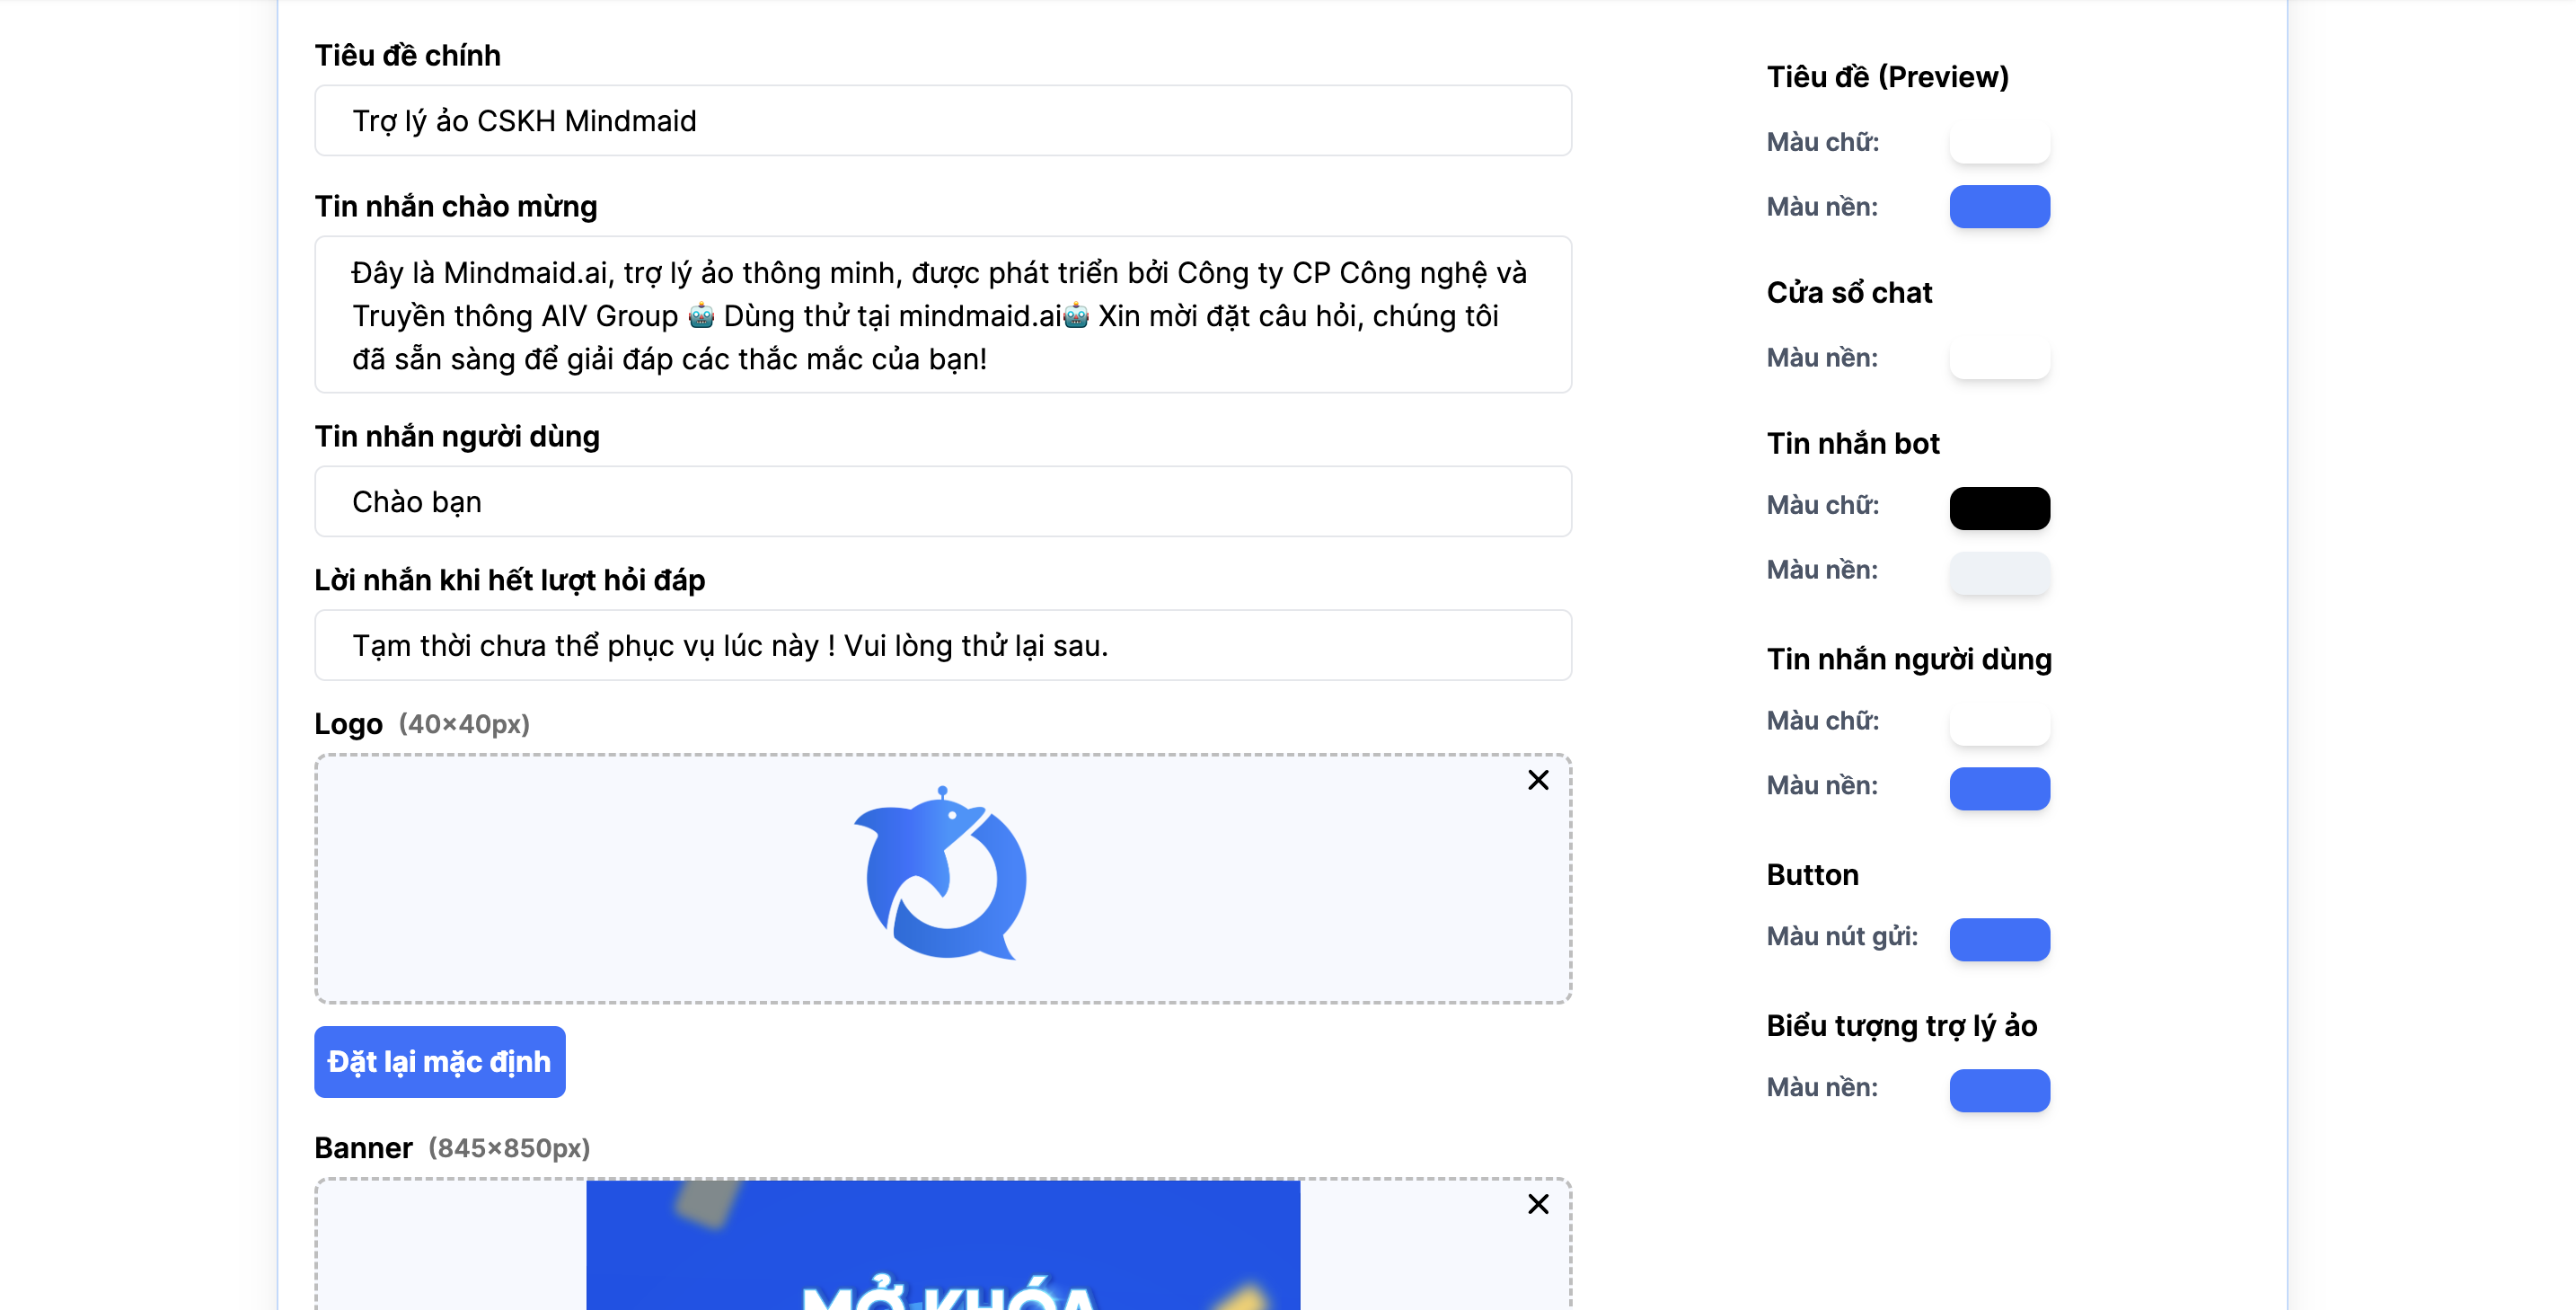 Tiêu đề chính
Trợ lý ảo CSKH Mindmaid
Tin nhắn chào mừng
Đây là Mindmaid.ai, trợ lý ảo thông minh, được phát triển bởi Công ty CP Công nghệ và
Truyền thông AIV Group 🤖 Dùng thử tại mindmaid.ai🤖 Xin mời đặt câu hỏi, chúng tôi
đã sẵn sàng để giải đáp các thắc mắc của bạn!
Tin nhắn người dùng
Chào bạn
Lời nhắn khi hết lượt hỏi đáp
Tạm thời chưa thể phục vụ lúc này ! Vui lòng thử lại sau.
Logo (40x40px)
Đặt lại mặc định
Banner (845x850px)
MỞ KHÓA
Tiêu đề (Preview)
Màu chữ:
Màu nền:
Cửa sổ chat
Màu nền:
Tin nhắn bot
Màu chữ:
Màu nền:
Tin nhắn người dùng
Màu chữ:
Màu nền:
Button
Màu nút gửi:
Biểu tượng trợ lý ảo
Màu nền: